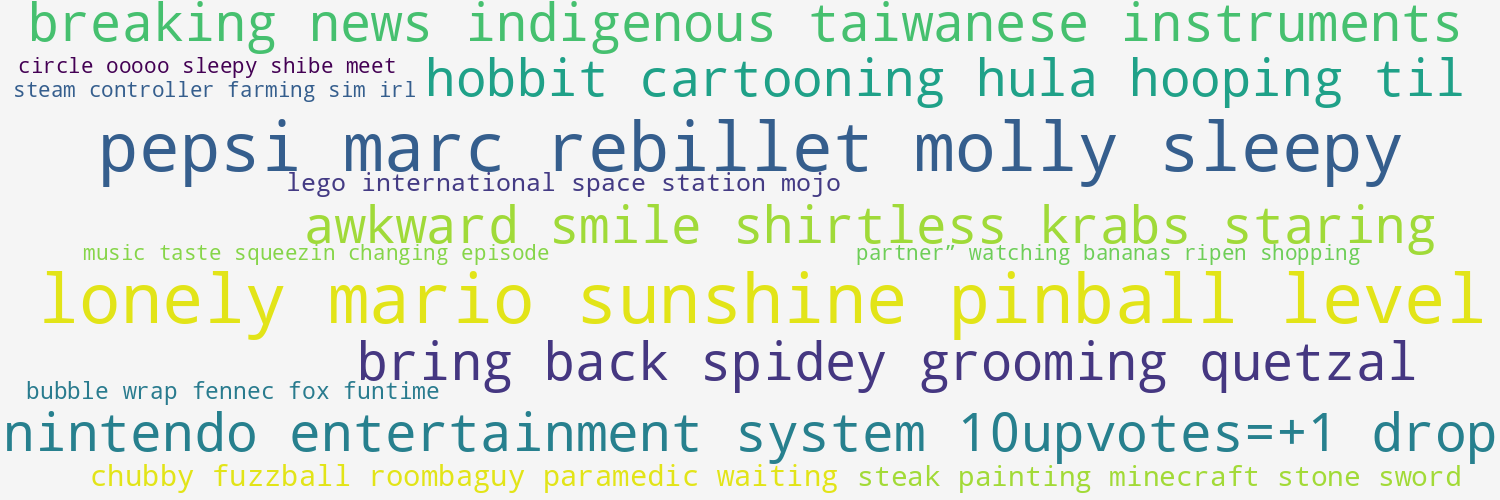 breaking news indigenous taiwanese instruments
circle ooooo sleepy shibe meet
steam controller farming sim irl
hobbit cartooning hula hooping til
pepsi marc rebillet molly sleepy
lego international space station mojo
awkward smile shirtless krabs staring
music taste squeezin changing episode
partner” watching bananas ripen shopping
lonely mario sunshine pinball level
bring back spidey grooming quetzal
bubble wrap fennec fox funtime
nintendo entertainment system 10upvotes=+1 drop
chubby fuzzball roombaguy paramedic waiting
steak painting minecraft stone sword